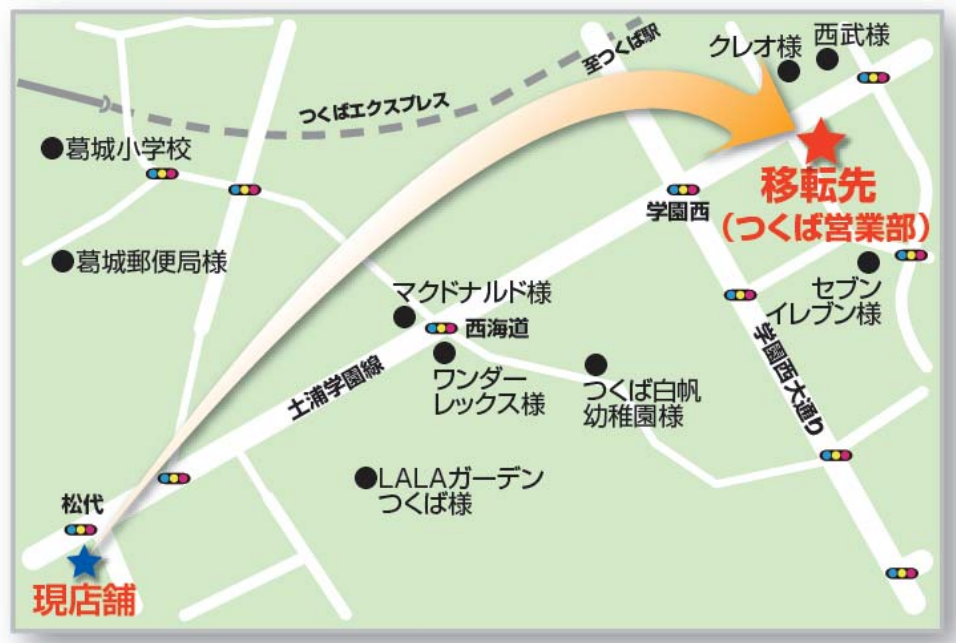 西武様
クレオ様
至つくば駅
つくばエクスプレス
葛城小学校
移転先
(つくば営業部)
学園西
葛城郵便局様
セブン
イレブン様
マクドナルド様
西海道
土浦学園線
ワンダー
レックス様
つくば白帆
幼稚園様
学園西大通り
LALAガーデン
つくば様
松代
現店舗